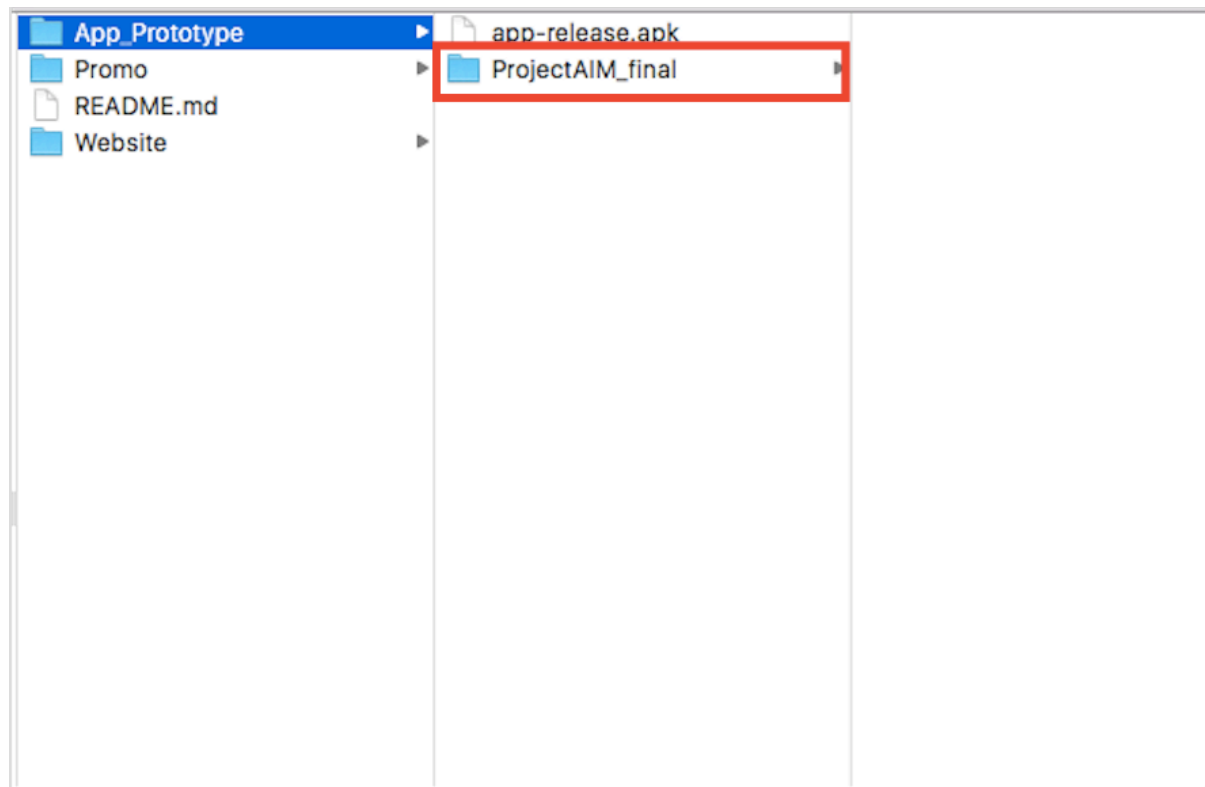 App_Prototype
Promo
README.md
Website
app-release.apk
ProjectAIM_final